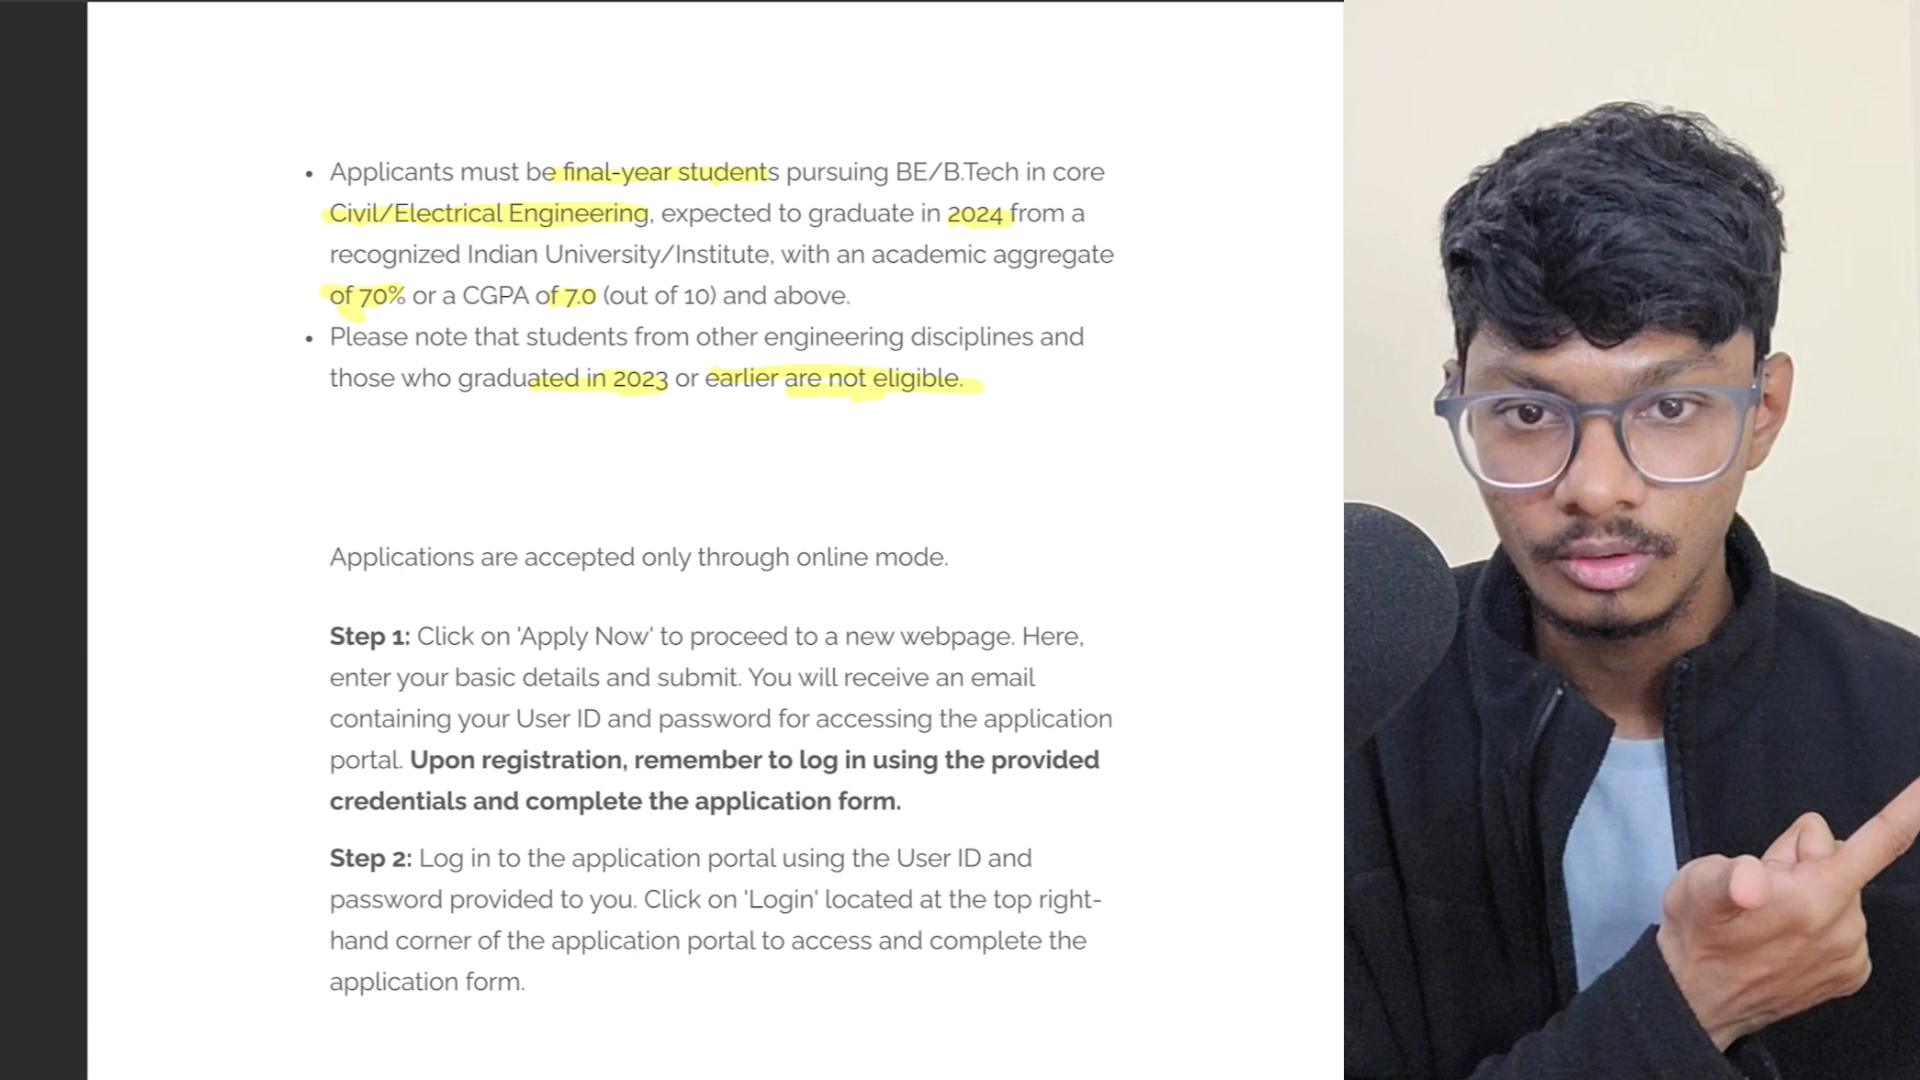 Applicants must be final-year students pursuing BE/B.Tech in core
Civil/Electrical Engineering, expected to graduate in 2024 from a
recognized Indian University/Institute, with an academic aggregate
of 70% or a CGPA of 7.0 (out of 10) and above.
Please note that students from other engineering disciplines and
those who graduated in 2023 or earlier are not eligible.
Applications are accepted only through online mode.
Step 1: Click on 'Apply Now' to proceed to a new webpage. Here,
enter your basic details and submit. You will receive an email
containing your User ID and password for accessing the application
portal. Upon registration, remember to log in using the provided
credentials and complete the application form.
Step 2: Log in to the application portal using the User ID and
password provided to you. Click on 'Login' located at the top right-
hand corner of the application portal to access and complete the
application form.